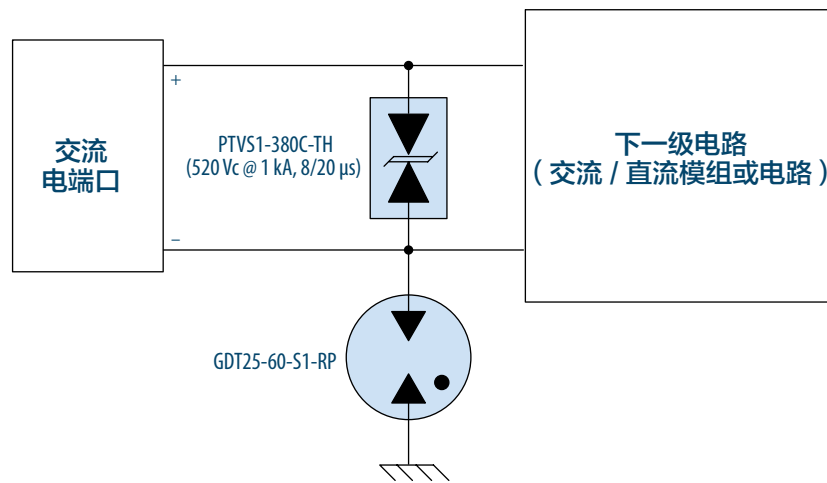 交流
电端口
+
−
PTVS1-380C-TH
(520 Vc @ 1 kA, 8/20 μs)
下一级电路
( 交流 / 直流模组或电路 )
GDT25-60-S1-RP